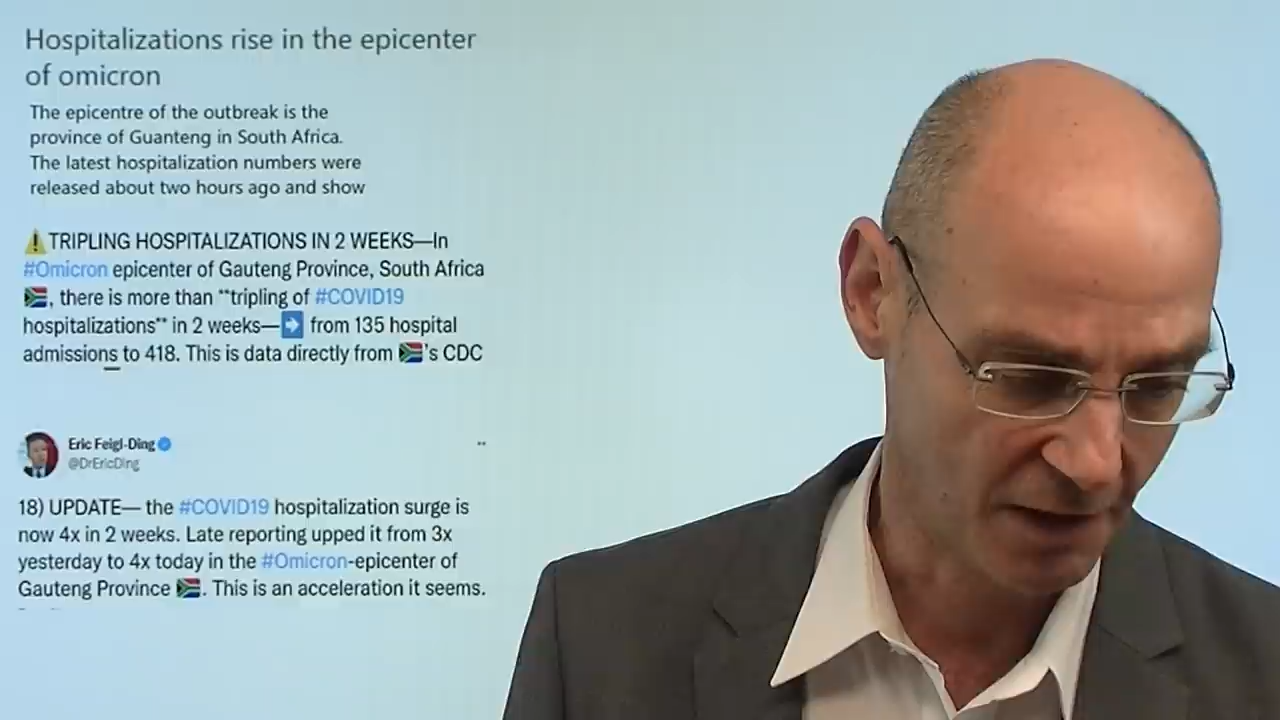 Hospitalizations rise in the epicenter
of omicron
The epicentre of the outbreak is the
province of Guanteng in South Africa.
The latest hospitalization numbers were
released about two hours ago and show
⚠️TRIPLING HOSPITALIZATIONS IN 2 WEEKS—In
#Omicron epicenter of Gauteng Province, South Africa
🇿🇦, there is more than **tripling of #COVID19
hospitalizations** in 2 weeks—➡️ from 135 hospital
admissions to 418. This is data directly from 🇿🇦's CDC
Eric Feigl-Ding
@DrEricDing
18) UPDATE— the #COVID19 hospitalization surge is
now 4x in 2 weeks. Late reporting upped it from 3x
yesterday to 4x today in the #Omicron-epicenter of
Gauteng Province 🇿🇦. This is an acceleration it seems.